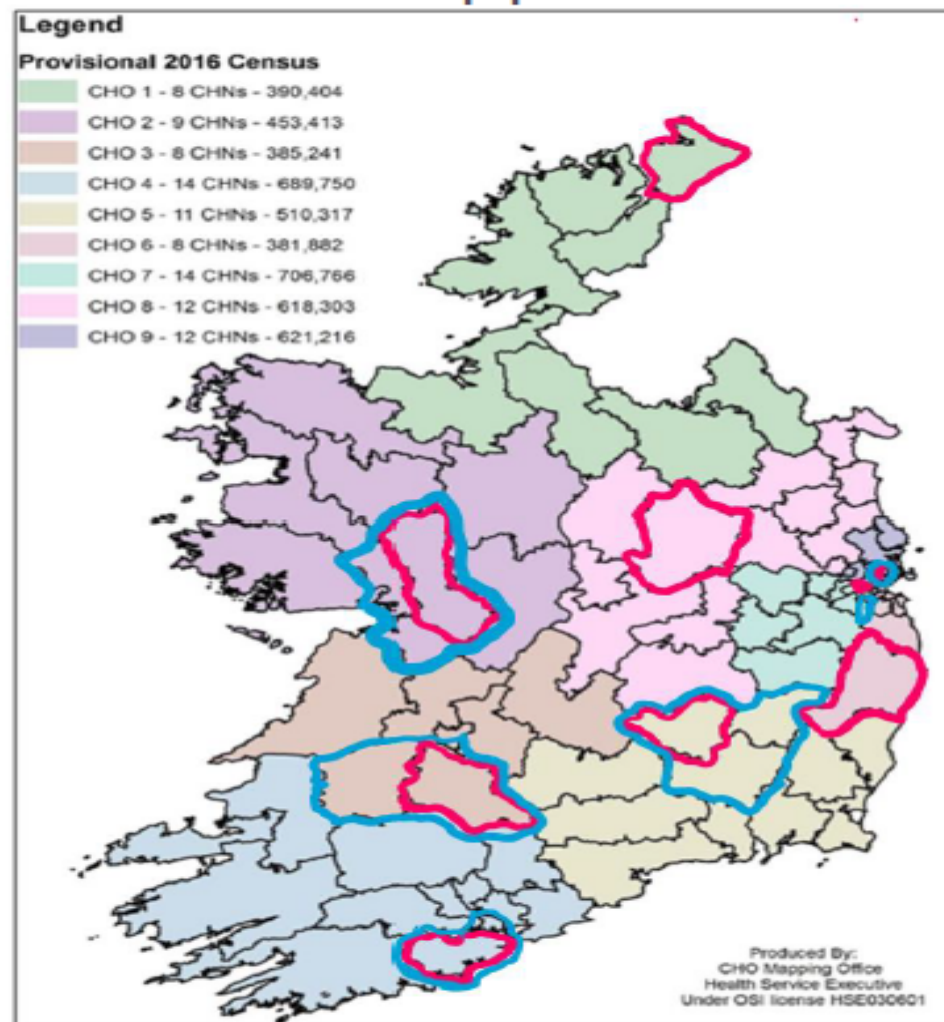 Legend
Provisional 2016 Census
CHO 1 - 8 CHNs - 390,404
CHO 2 - 9 CHNs - 453,413
CHO 3 - 8 CHNs - 385,241
CHO 4 - 14 CHNs - 689,750
CHO 5 - 11 CHNs - 510,317
CHO 6 - 8 CHNs - 381,882
CHO 7 - 14 CHNs - 706,766
CHO 8 - 12 CHNs - 618,303
CHO 9 - 12 CHNs - 621,216
Produced By:
CHO Mapping Office
Health Service Executive
Under OSI license HSE030601